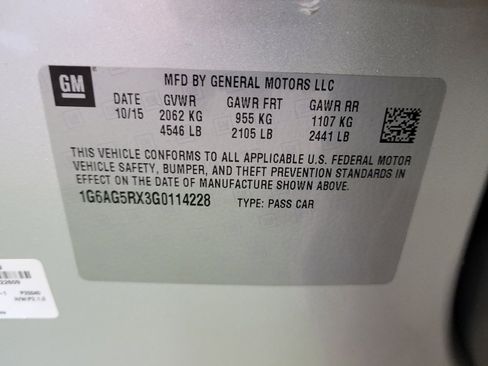 GM
MFD BY GENERAL MOTORS LLC
DATE GVWR GAWR FRT GAWR RR
10/15 2062 KG 955 KG 1107 KG
4546 LB 2105 LB 2441 LB
THIS VEHICLE CONFORMS TO ALL APPLICABLE U.S. FEDERAL MOTOR
VEHICLE SAFETY, BUMPER, AND THEFT PREVENTION STANDARDS IN
EFFECT ON THE DATE OF MANUFACTURE SHOWN ABOVE.
1G6AG5RX3G0114228 TYPE: PASS CAR